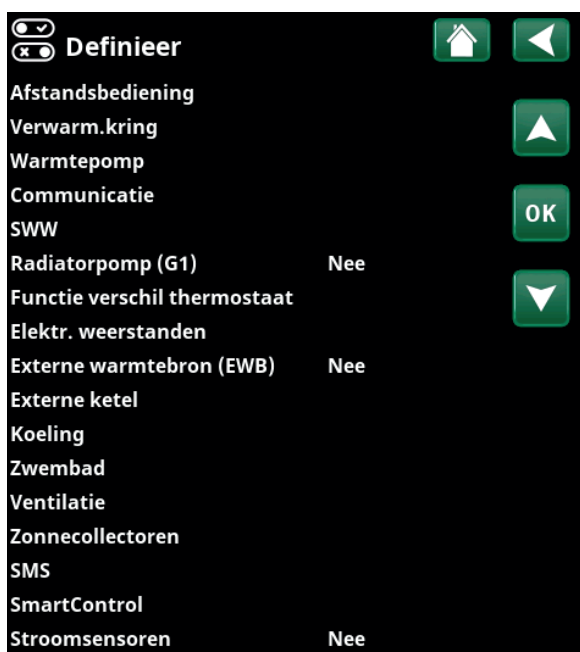 Definieer
Afstandsbediening
Verwarm.kring
Warmtepomp
Communicatie
OK
SWW
Radiatorpomp (G1) Nee
Functie verschil thermostaat
Elektr. weerstanden
Externe warmtebron (EWB) Nee
Externe ketel
Koeling
Zwembad
Ventilatie
Zonnecollectoren
SMS
SmartControl
Stroomsensoren Nee